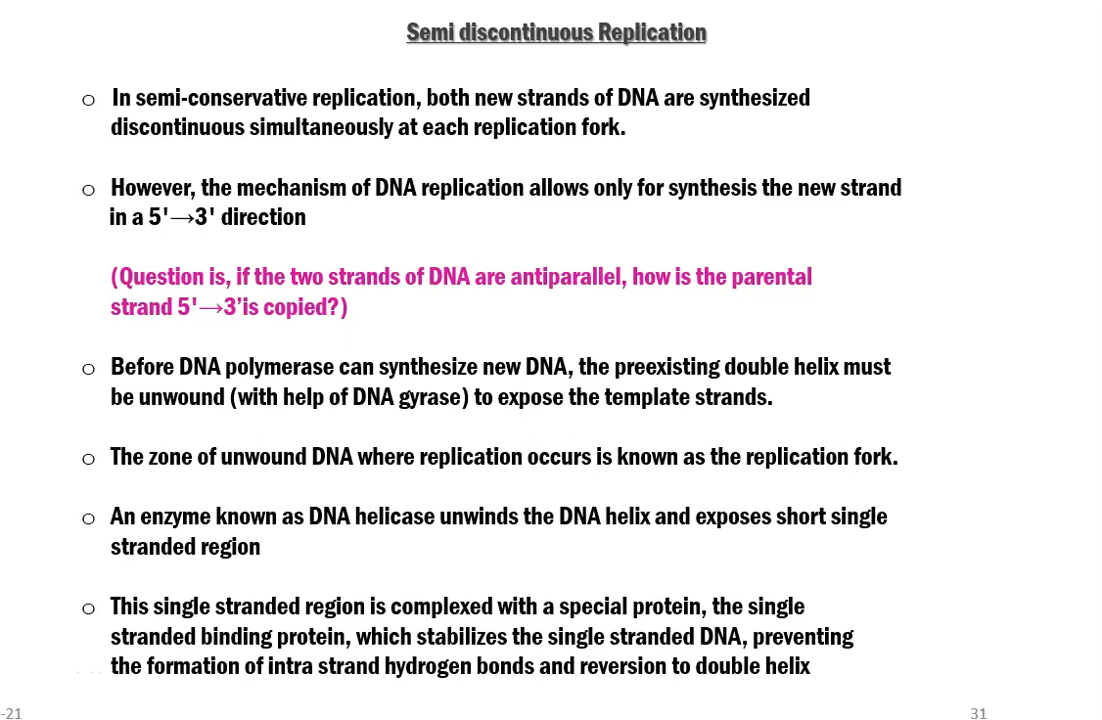 Semi discontinuous Replication
o In semi-conservative replication, both new strands of DNA are synthesized
discontinuous simultaneously at each replication fork.
o However, the mechanism of DNA replication allows only for synthesis the new strand
in a 5'→3' direction
(Question is, if the two strands of DNA are antiparallel, how is the parental
strand 5'→3’is copied?)
o Before DNA polymerase can synthesize new DNA, the preexisting double helix must
be unwound (with help of DNA gyrase) to expose the template strands.
o The zone of unwound DNA where replication occurs is known as the replication fork.
o An enzyme known as DNA helicase unwinds the DNA helix and exposes short single
stranded region
o This single stranded region is complexed with a special protein, the single
stranded binding protein, which stabilizes the single stranded DNA, preventing
the formation of intra strand hydrogen bonds and reversion to double helix
-21
31